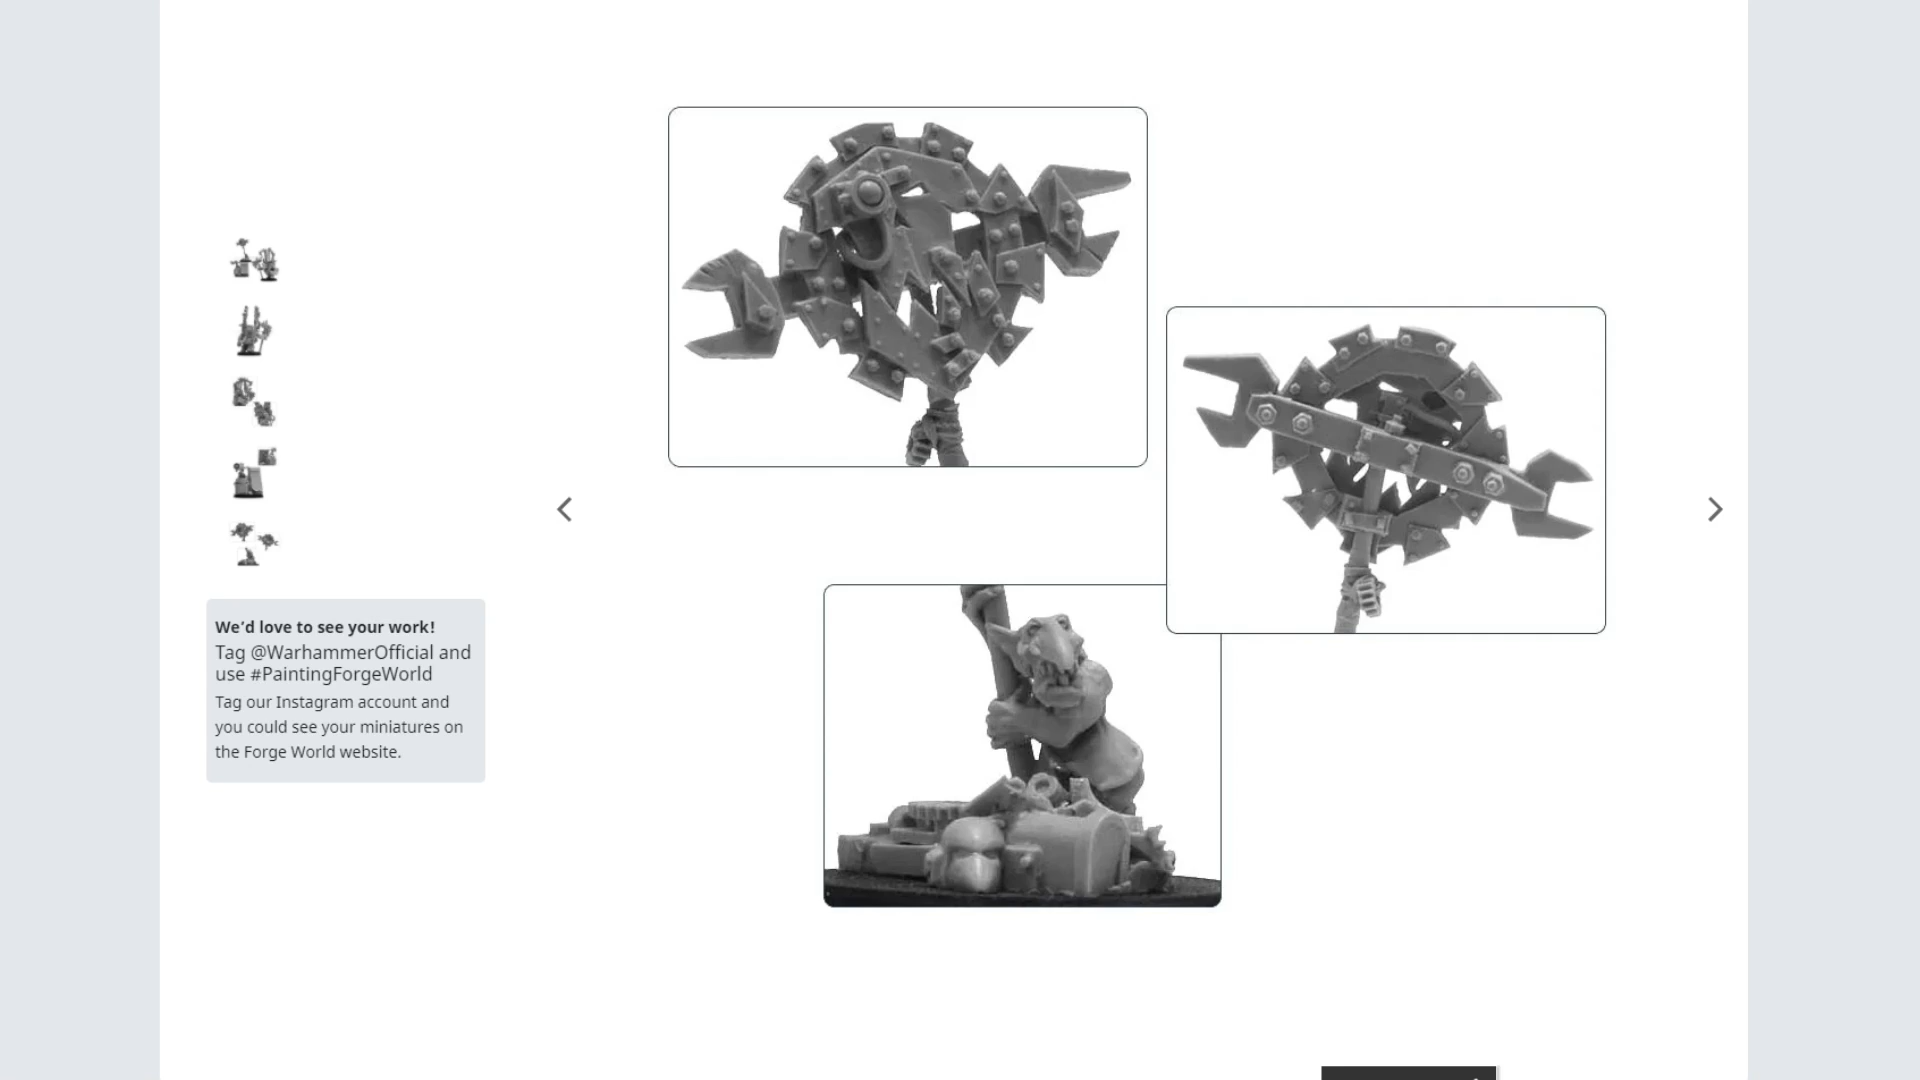 We'd love to see your work!
Tag @WarhammerOfficial and
use #PaintingForgeWorld
Tag our Instagram account and
you could see your miniatures on
the Forge World website.